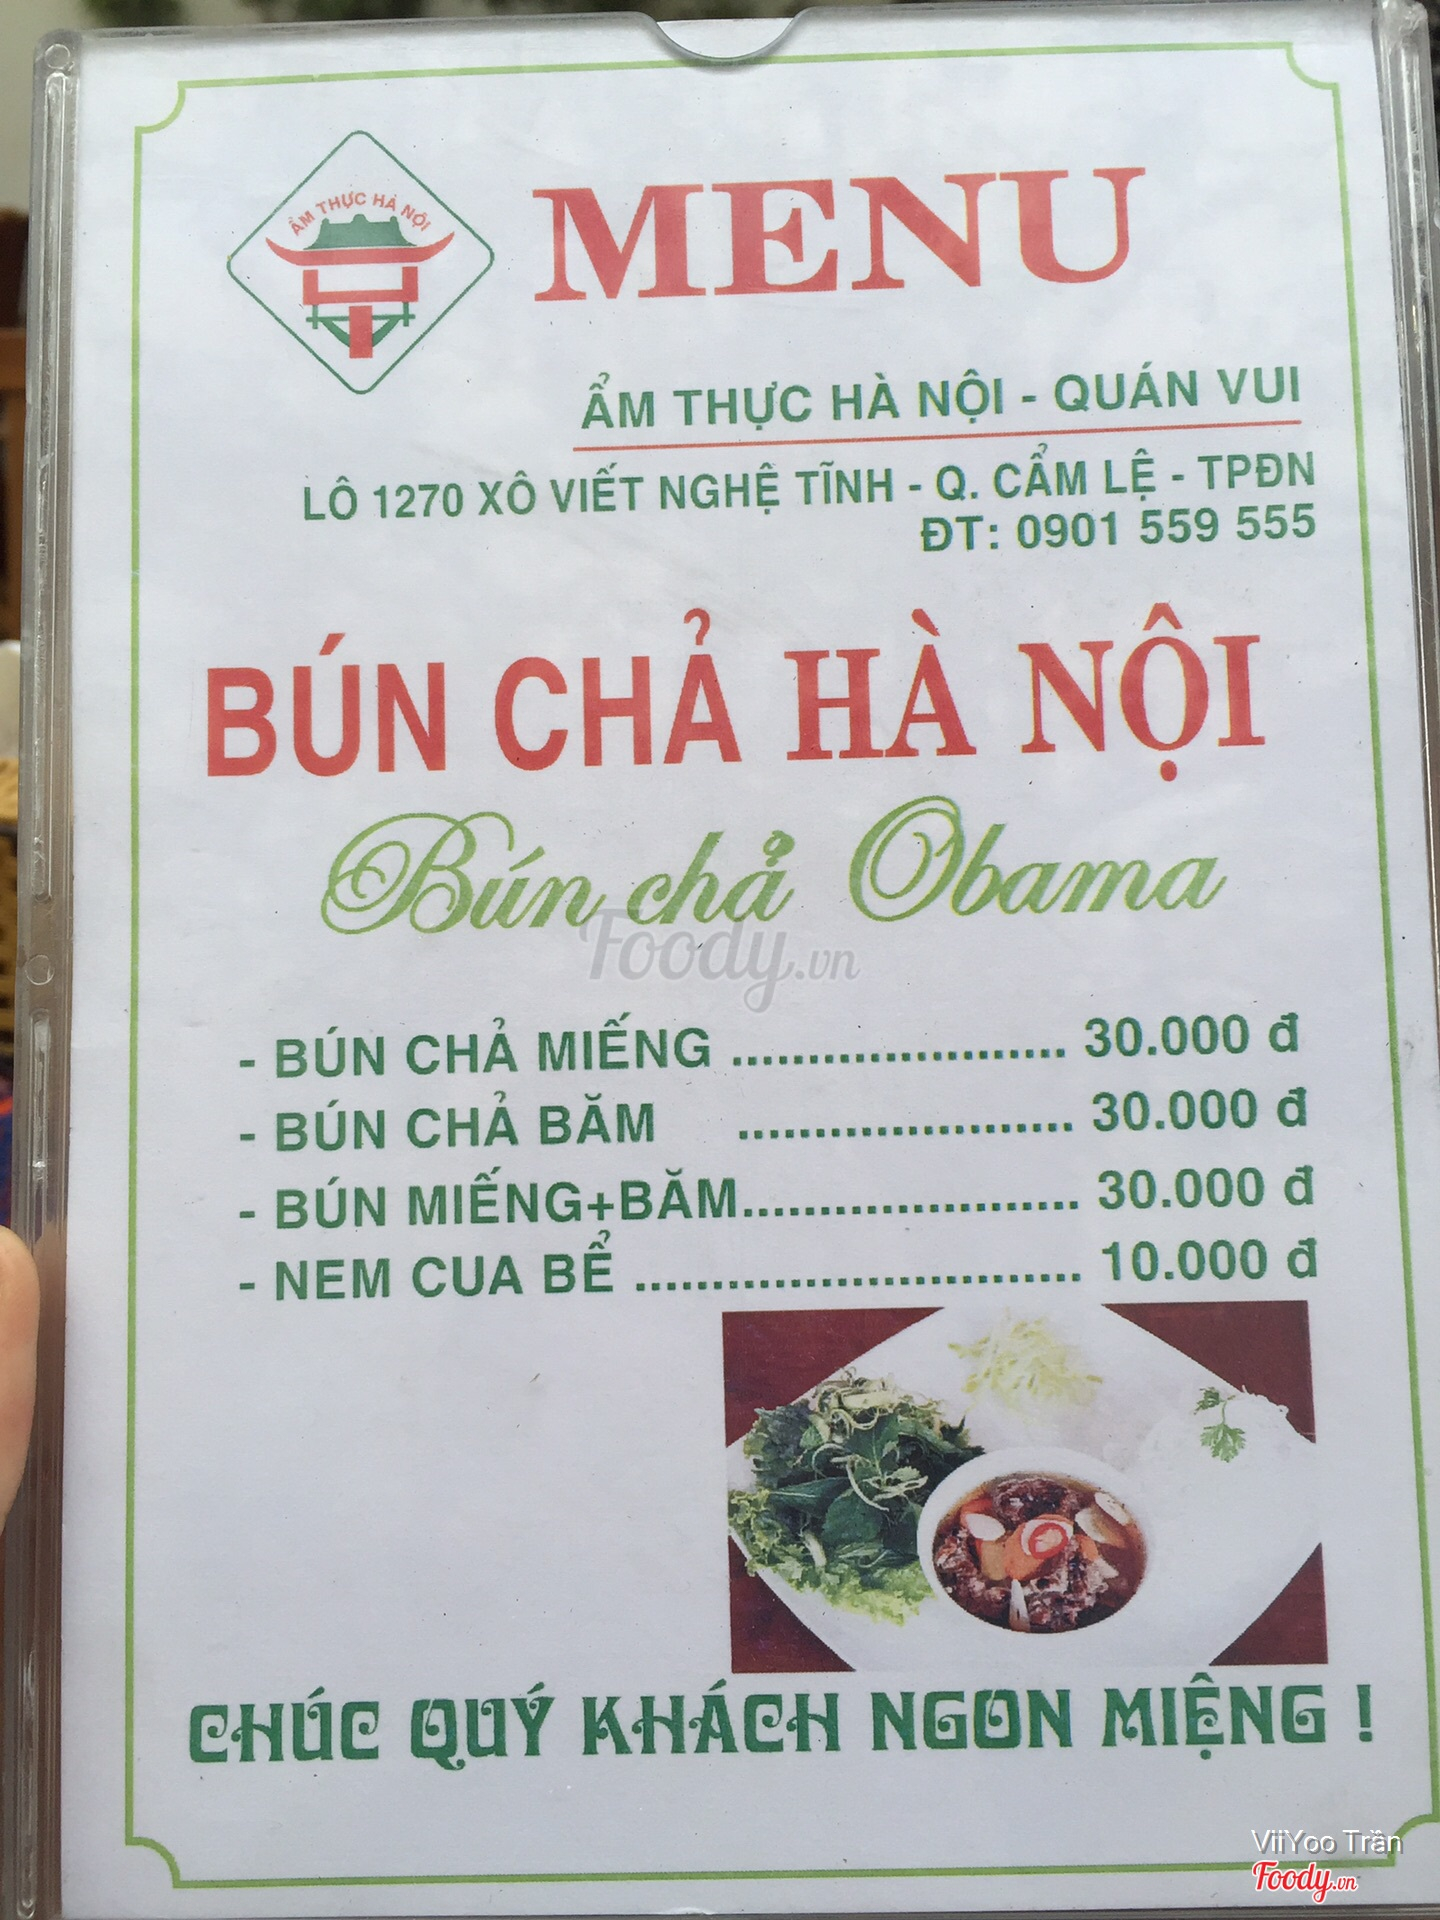 ẨM THỰC HÀ NỘI
MENU
ẨM THỰC HÀ NỘI - QUÁN VUI
LÔ 1270 XÔ VIẾT NGHỆ TĨNH - Q. CẨM LỆ - TPĐN
ĐT: 0901 559 555
BÚN CHẢ HÀ NỘI
Bún chả Obama
Foody.vn
- BÚN CHẢ MIẾNG ...................... 30.000 đ
- BÚN CHẢ BĂM ...................... 30.000 đ
- BÚN MIẾNG+BĂM...................... 30.000 đ
- NEM CUA BỂ ............................. 10.000 đ
CHÚC QUÝ KHÁCH NGON MIỆNG !
ViiYoo Trần
Foody.vn